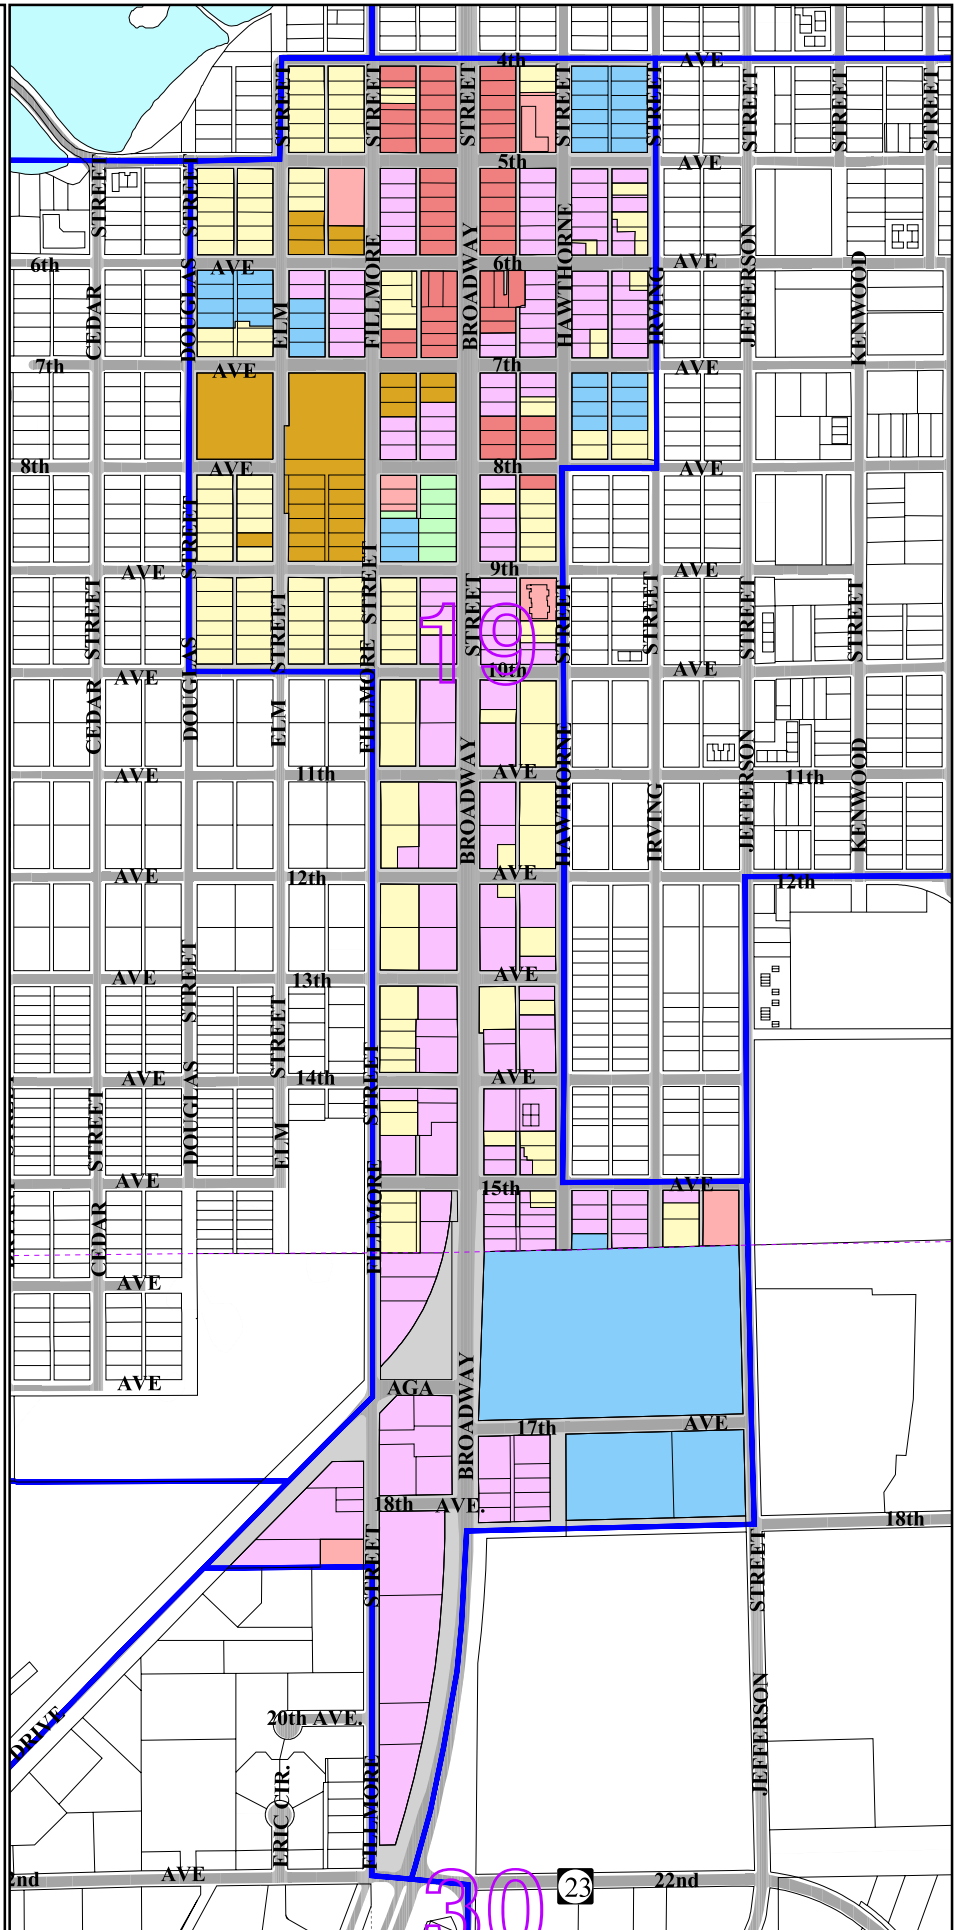 4th AVE
STREET STREET STREET STREET STREET STREET STREET STREET
5th AVE
STREET STREET
6th AVE 6th AVE
CEDAR DOUGLAS ELM FILLMORE BROADWAY HAWTHORNE IRVING JEFFERSON KENWOOD
7th AVE 7th AVE
8th AVE 8th AVE
STREET
AVE 9th AVE
STREET STREET STREET STREET STREET STREET STREET STREET
19
AVE 10th AVE
CEDAR DOUGLAS ELM FILLMORE BROADWAY HAWTHORNE IRVING JEFFERSON KENWOOD
AVE 11th AVE 11th
AVE 12th AVE 12th
STREET STREET
AVE 13th AVE
AVE 14th AVE
STREET DOUGLAS ELM STREET
AVE 15th AVE
CEDAR FILLMORE
AVE
AVE AGA
BROADWAY
17th AVE
18th AVE. 18th
STREET STREET
20th AVE.
DRIVE
ERIC CIR. FILLMORE JEFFERSON
2nd AVE 23 22nd
30